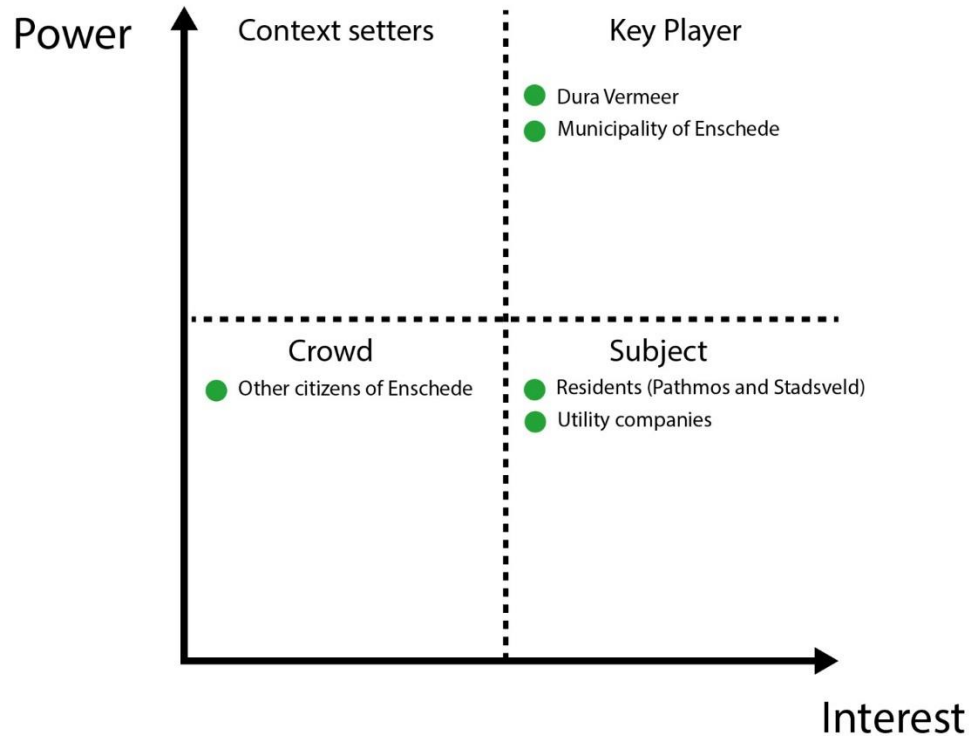 Power
Context setters
Key Player
Dura Vermeer
Municipality of Enschede
Crowd
Other citizens of Enschede
Subject
Residents (Pathmos and Stadsveld)
Utility companies
Interest